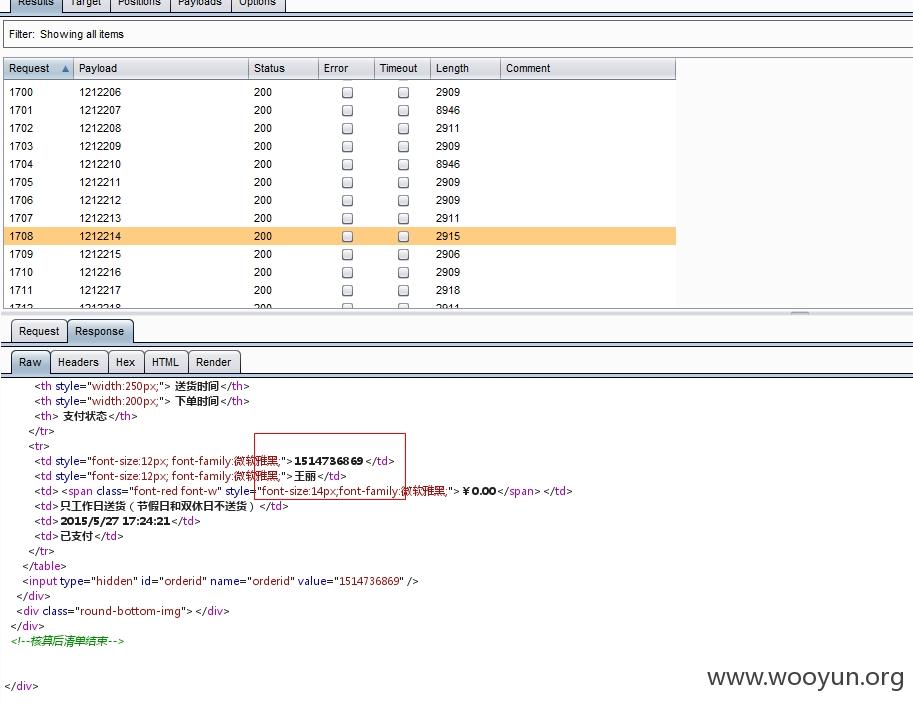 Results Target Positions Payloads Options
Filter: Showing all items
Request Payload Status Error Timeout Length Comment
1700 1212206 200 2909
1701 1212207 200 8946
1702 1212208 200 2911
1703 1212209 200 2909
1704 1212210 200 8946
1705 1212211 200 2909
1706 1212212 200 2909
1707 1212213 200 2911
1708 1212214 200 2915
1709 1212215 200 2906
1710 1212216 200 2909
1711 1212217 200 2918
1712 1212218 200 2911
Request Response
Raw Headers Hex HTML Render
<th style="width:250px;"> 送货时间</th>
<th style="width:200px;"> 下单时间</th>
<th> 支付状态</th>
</tr>
<tr>
<td style="font-size:12px; font-family:微软雅黑;">1514736869 </td>
<td style="font-size:12px; font-family:微软雅黑;">王丽</td>
<td> <span class="font-red font-w" style="font-size:14px;font-family:微软雅黑;"> ¥0.00</span> </td>
<td>只工作日送货(节假日和双休日不送货) </td>
<td>2015/5/27 17:24:21</td>
<td>已支付</td>
</tr>
</table>
<input type="hidden" id="orderid" name="orderid" value="1514736869" />
</div>
<div class="round-bottom-img"> </div>
</div>
<!--核算后清单结束-->
</div>
www.wooyun.org